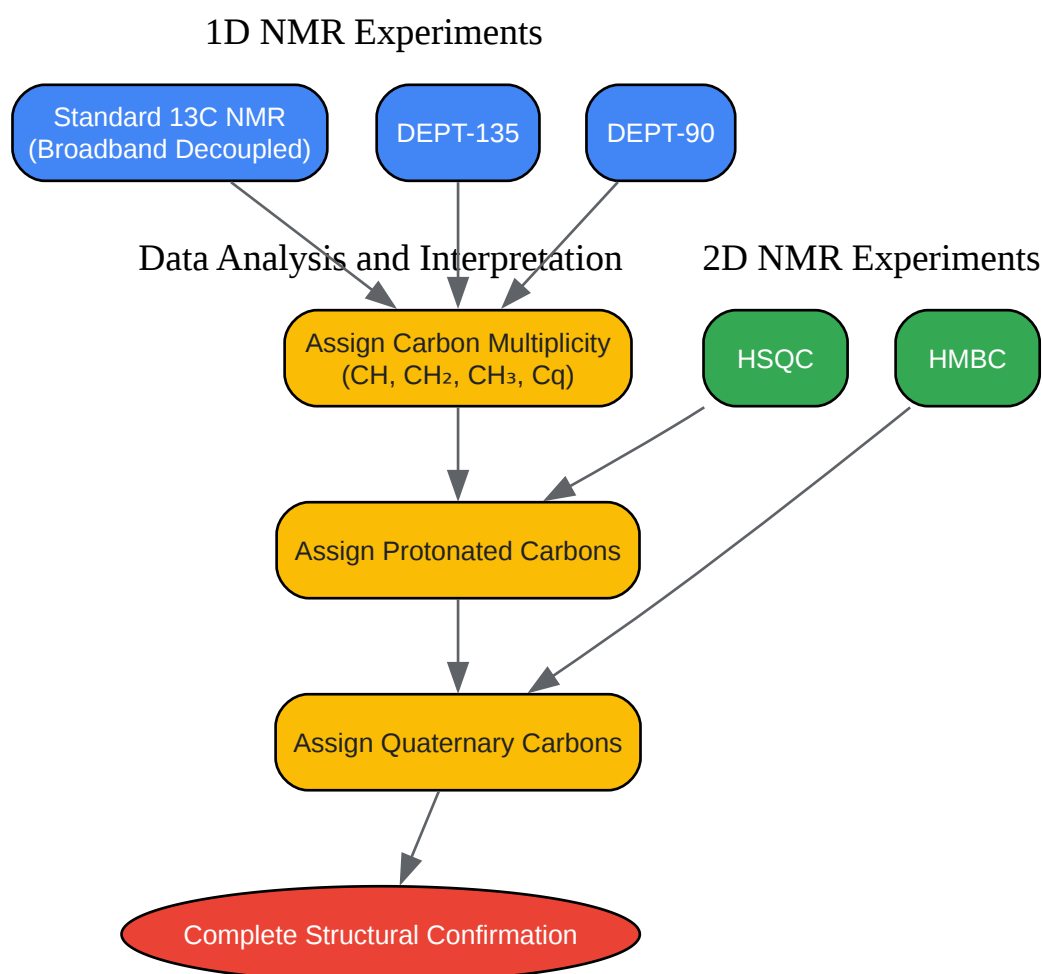 1D NMR Experiments
Standard 13C NMR
(Broadband Decoupled)
DEPT-135
DEPT-90
Data Analysis and Interpretation
2D NMR Experiments
Assign Carbon Multiplicity
(CH, CH₂, CH₃, Cq)
HSQC
HMBC
Assign Protonated Carbons
Assign Quaternary Carbons
Complete Structural Confirmation